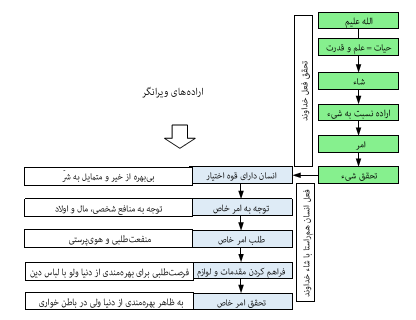 الله علیم
حیات = علم و قدرت
شاء
اراده نسبت به شیء
امر
تحقق شیء
تحقق فعل خداوند
اراده‌های ویرانگر
انسان دارای قوه اختیار
بی‌بهره از خیر و متمایل به شرّ
توجه به امر خاص
توجه به منافع شخصی، مال و اولاد
طلب امر خاص
منفعت‌طلبی و هوی‌پرستی
فراهم کردن مقدمات و لوازم
فرصت‌طلبی برای بهره‌مندی از دنیا ولو با لباس دین
تحقق امر خاص
به ظاهر بهره‌مندی از دنیا ولی در باطن خواری
فعل انسان هم‌راستا با شاء خداوند